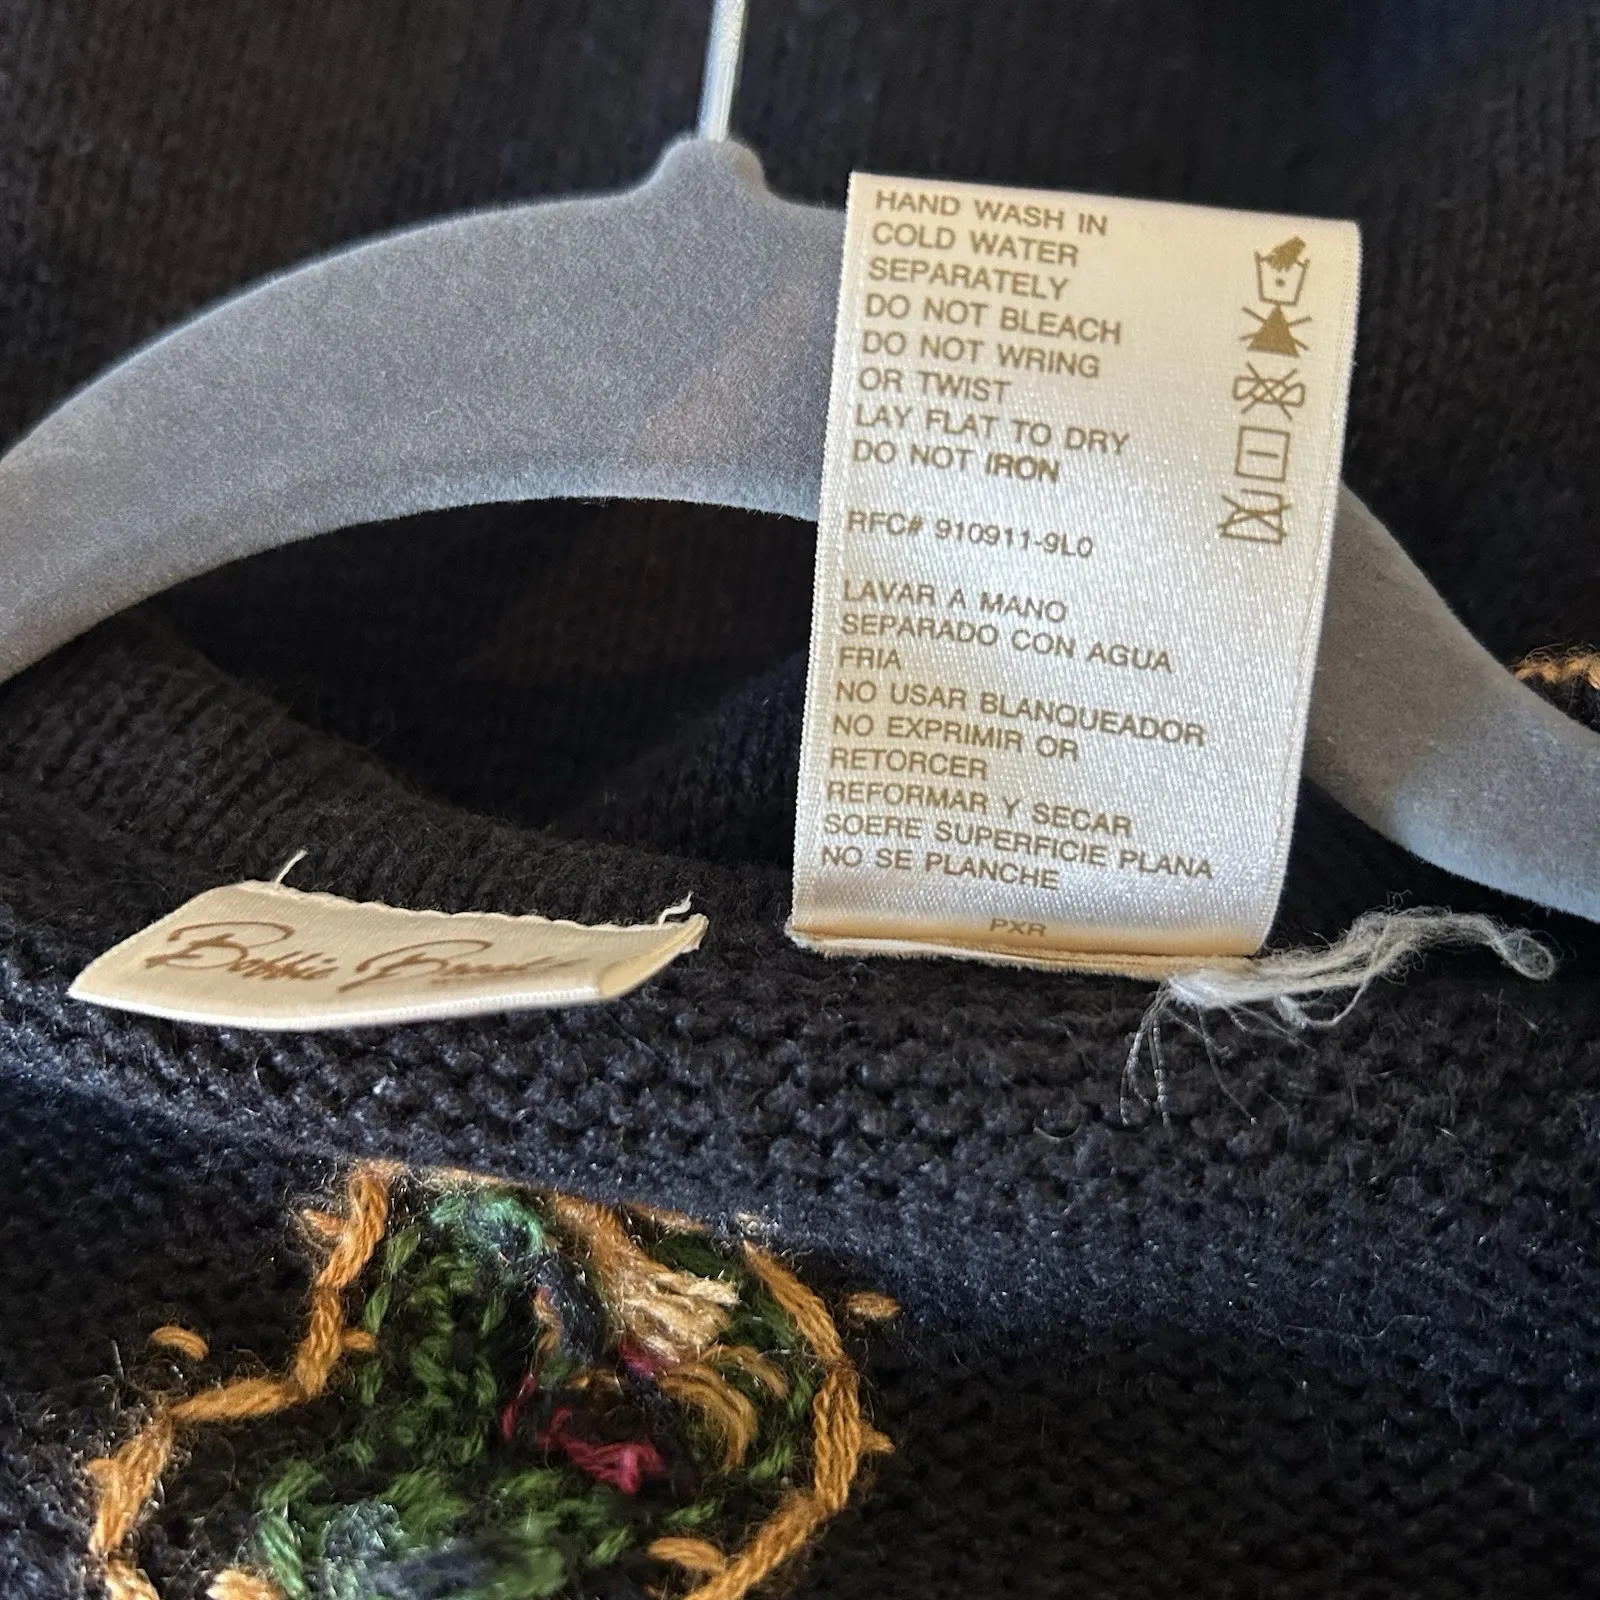 HAND WASH IN
COLD WATER
SEPARATELY
DO NOT BLEACH
DO NOT WRING
OR TWIST
LAY FLAT TO DRY
DO NOT IRON
RFC# 910911-9L0
LAVAR A MANO
SEPARADO CON AGUA
FRIA
NO USAR BLANQUEADOR
NO EXPRIMIR OR
RETORCER
REFORMAR Y SECAR
SOERE SUPERFICIE PLANA
NO SE PLANCHE
PXR
Bobbie